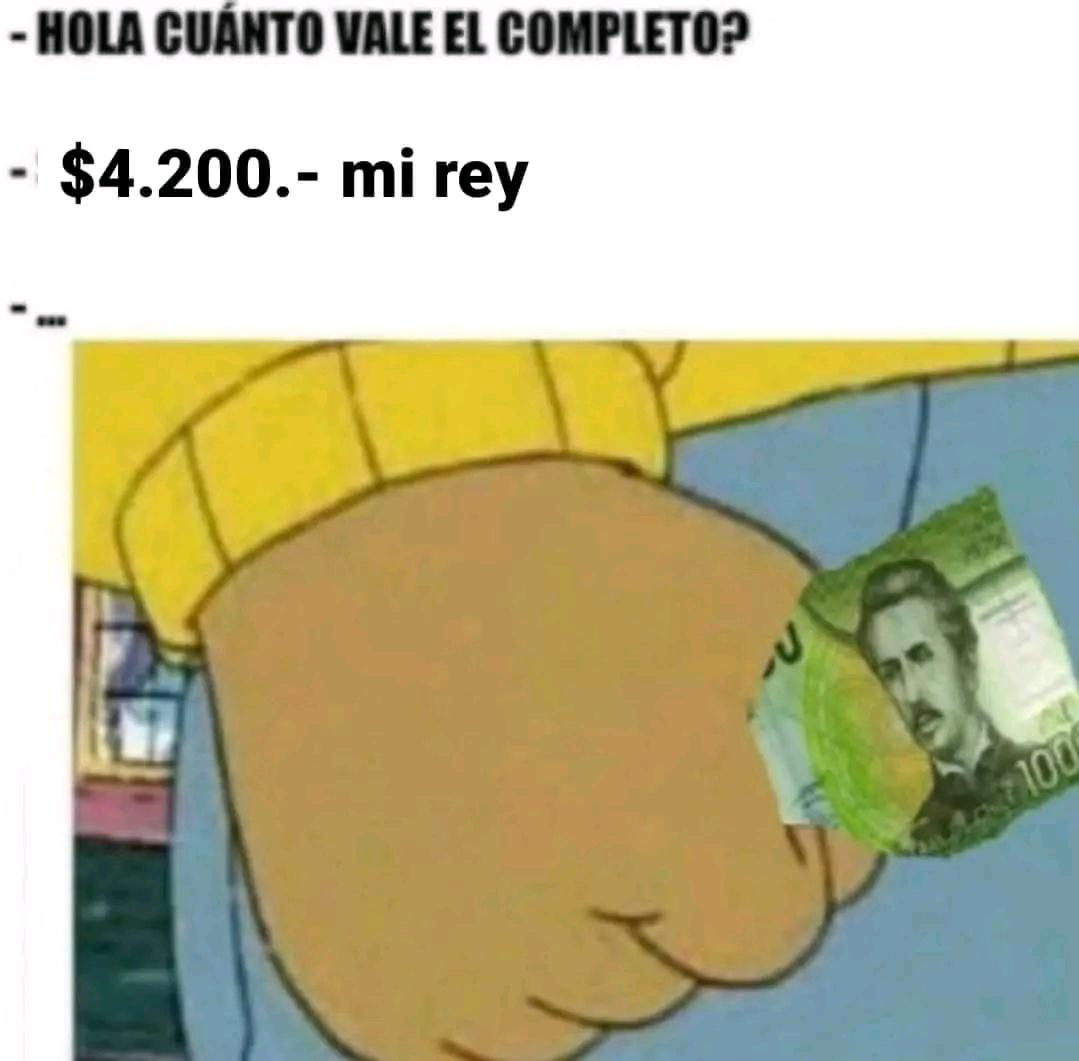 - HOLA CUÁNTO VALE EL COMPLETO?
- $4.200.- mi rey
- ...